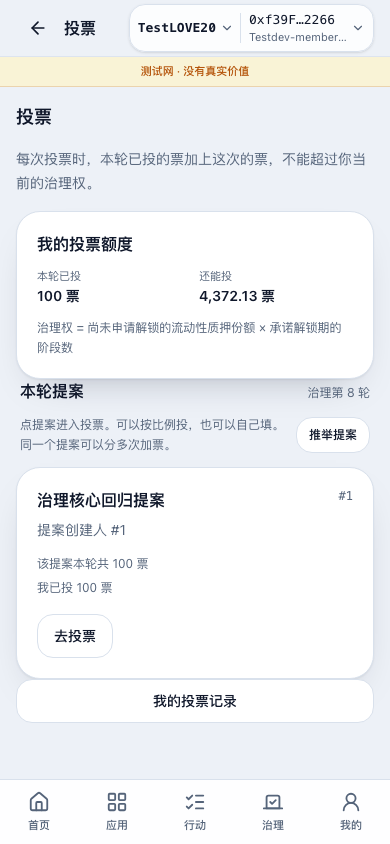 投票
TestLOVE20
0xf39F…2266
Testdev-member...
测试网 · 没有真实价值
投票
每次投票时，本轮已投的票加上这次的票，不能超过你当
前的治理权。
我的投票额度
本轮已投
还能投
100 票
4,372.13 票
治理权 = 尚未申请解锁的流动性质押份额 × 承诺解锁期的
阶段数
本轮提案
治理第 8 轮
点提案进入投票。可以按比例投，也可以自己填。
同一个提案可以分多次加票。
推举提案
治理核心回归提案
#1
提案创建人 #1
该提案本轮共 100 票
我已投 100 票
去投票
我的投票记录
首页
应用
行动
治理
我的